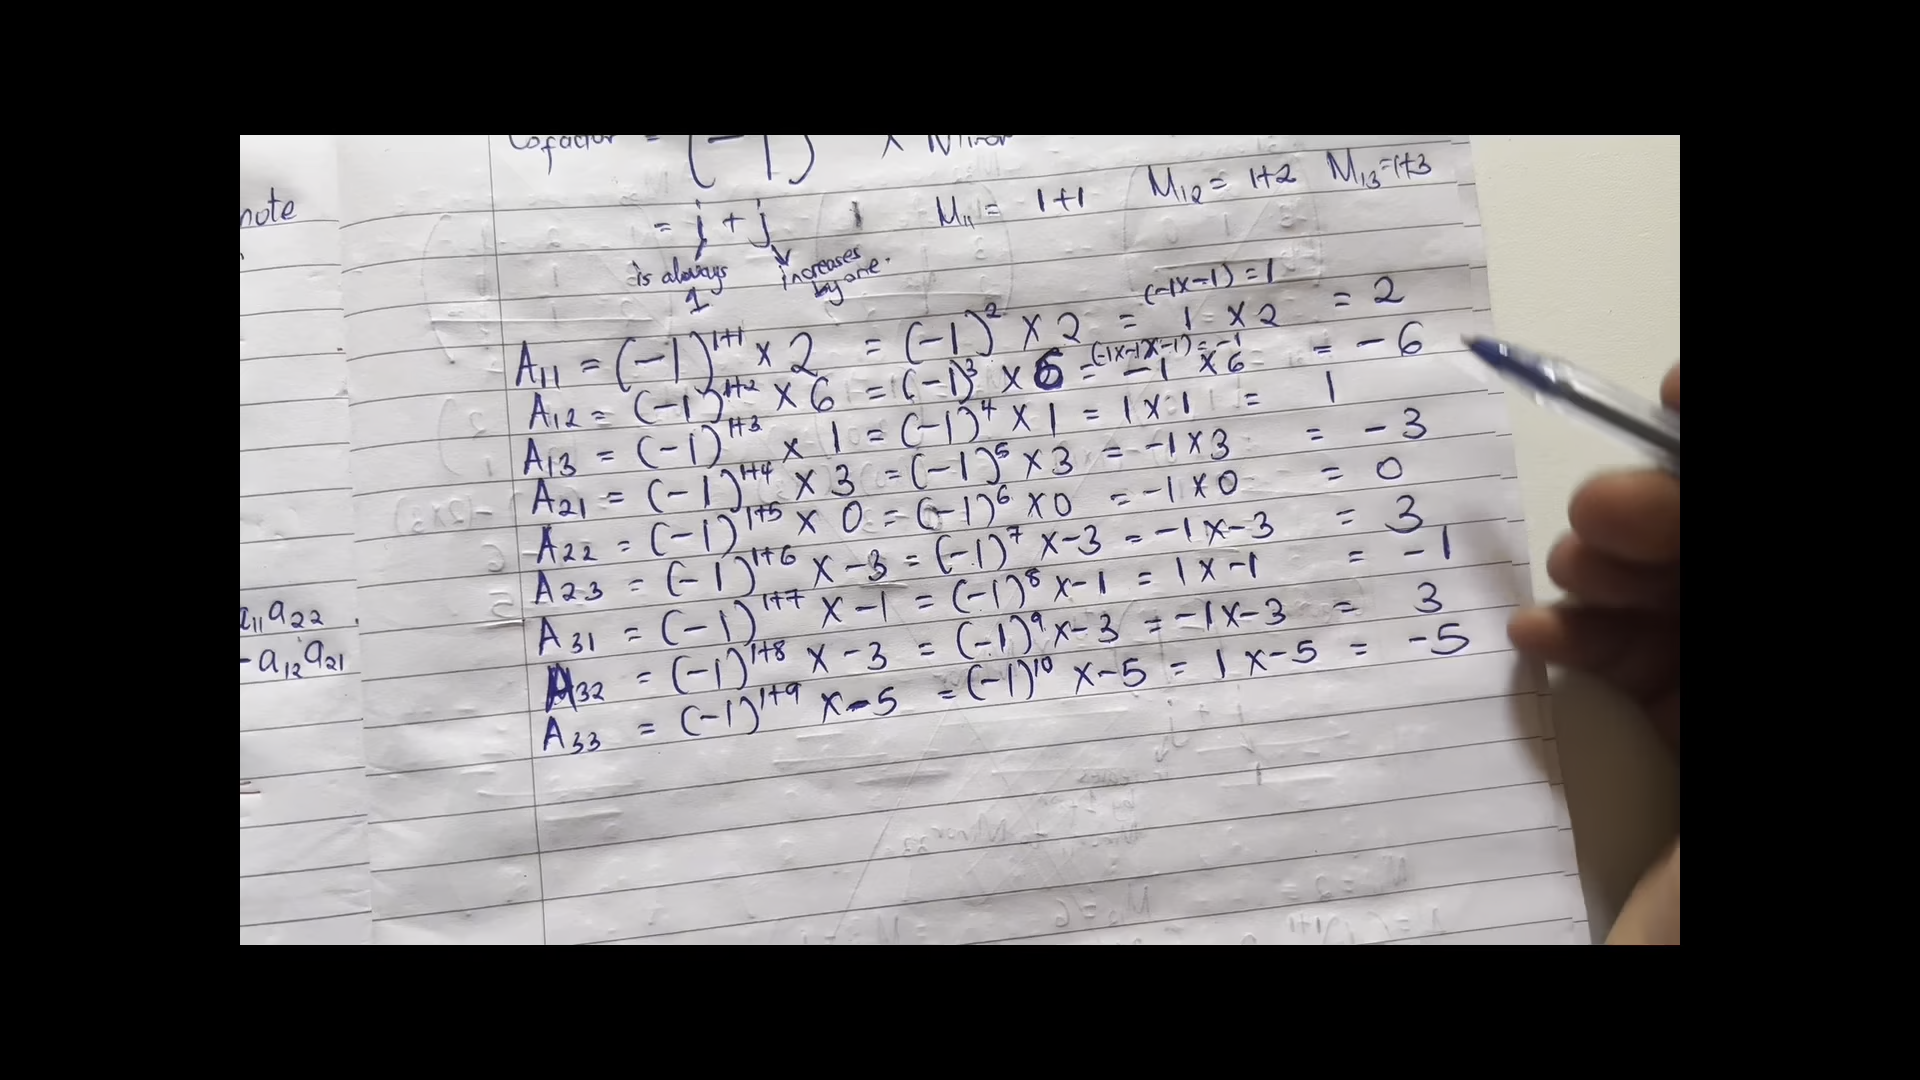 note
a₁₁a₂₂
-a₁₂a₂₁
Cofactor = (-1) × Minor
= i + j M₁₁ = 1+1 M₁₂ = 1+2 M₁₃ = 1+3
is always 1
increases by one.
(-1x-1) = 1
A₁₁ = (-1)¹⁺¹ × 2 = (-1)² × 2 = 1 × 2 = 2
(-1x-1x-1) = -1
A₁₂ = (-1)¹⁺² × 6 = (-1)³ × 6 = -1 × 6 = -6
A₁₃ = (-1)¹⁺³ × 1 = (-1)⁴ × 1 = 1 × 1 = 1
A₂₁ = (-1)¹⁺⁴ × 3 = (-1)⁵ × 3 = -1 × 3 = -3
A₂₂ = (-1)¹⁺⁵ × 0 = (-1)⁶ × 0 = -1 × 0 = 0
A₂₃ = (-1)¹⁺⁶ × -3 = (-1)⁷ × -3 = -1 × -3 = 3
A₃₁ = (-1)¹⁺⁷ × -1 = (-1)⁸ × -1 = 1 × -1 = -1
A₃₂ = (-1)¹⁺⁸ × -3 = (-1)⁹ × -3 = -1 × -3 = 3
A₃₃ = (-1)¹⁺⁹ × -5 = (-1)¹⁰ × -5 = 1 × -5 = -5